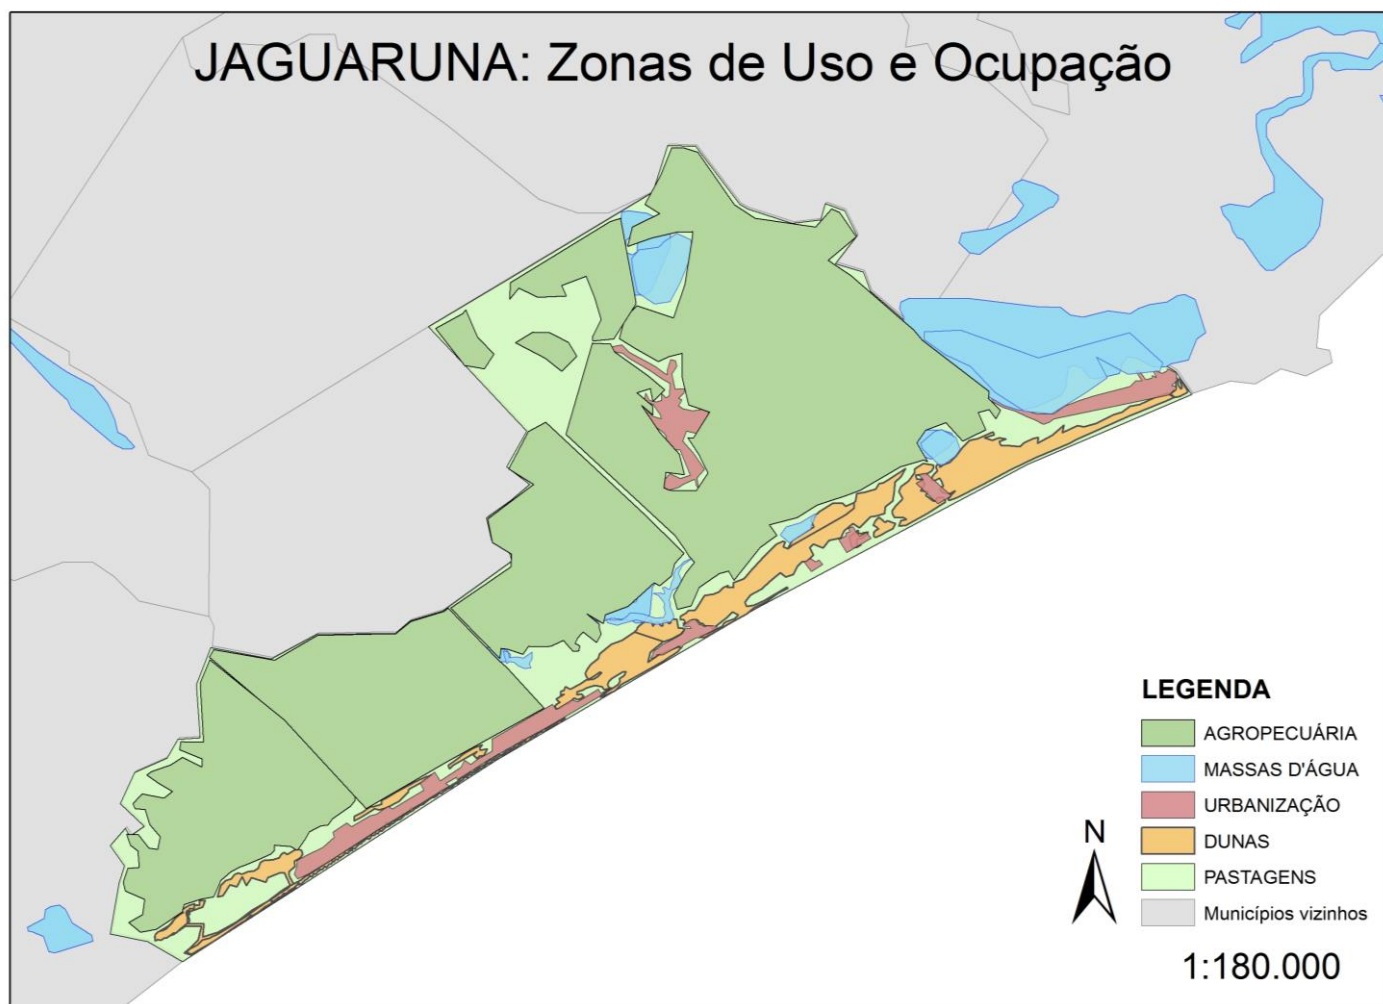 JAGUARUNA: Zonas de Uso e Ocupação
LEGENDA
AGROPECUÁRIA
MASSAS D'ÁGUA
URBANIZAÇÃO
DUNAS
PASTAGENS
Municípios vizinhos
N
1:180.000